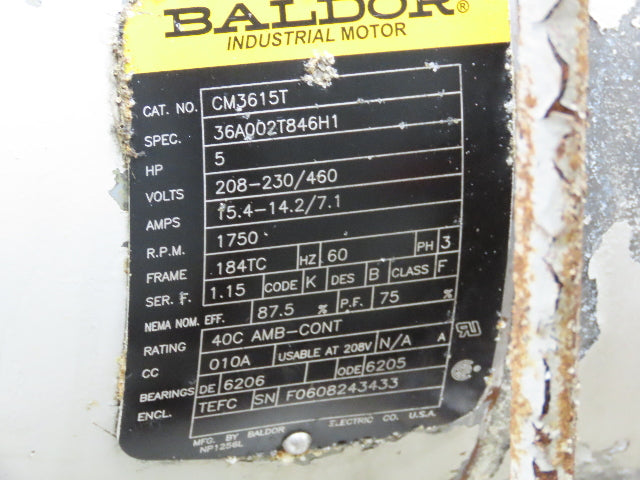 BALDOR®
INDUSTRIAL MOTOR
CAT. NO. CM3615T
SPEC. 36A002T846H1
HP 5
VOLTS 208-230/460
AMPS 15.4-14.2/7.1
R.P.M. 1750
FRAME 184TC HZ 60 PH 3
SER. F. 1.15 CODE K DES B CLASS F
NEMA NOM. EFF. 87.5 % P.F. 75 %
RATING 40C AMB-CONT
CC 010A USABLE AT 208V N/A A
BEARINGS DE 6206 ODE 6205
ENCL. TEFC SN F0608243433
MFG. BY BALDOR ELECTRIC CO. U.S.A.
NP1256L